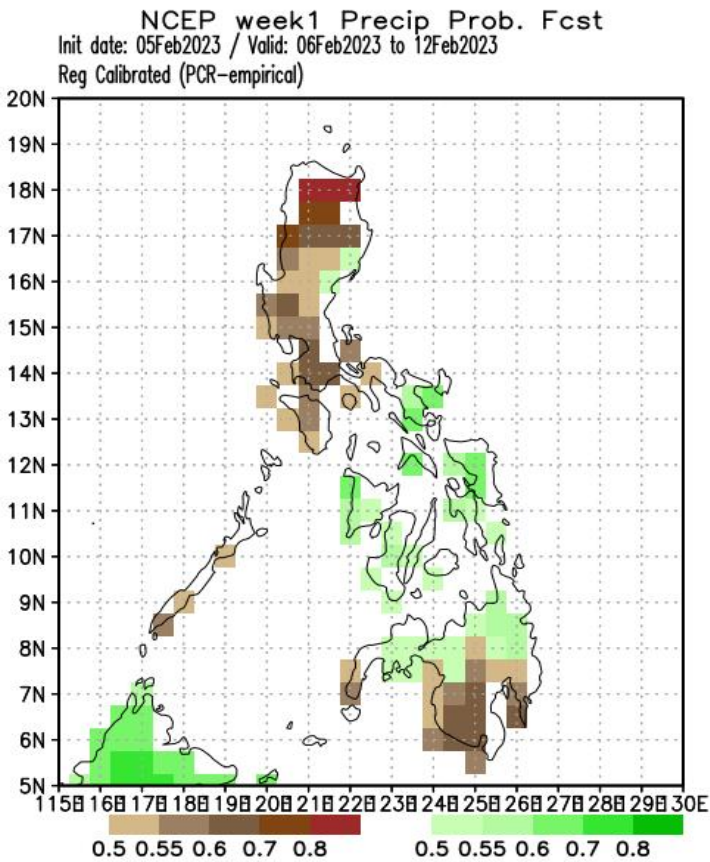 NCEP week1 Precip Prob. Fcst
Init date: 05Feb2023 / Valid: 06Feb2023 to 12Feb2023
Reg Calibrated (PCR-empirical)
20N
19N
18N
17N
16N
15N
14N
13N
12N
11N
10N
9N
8N
7N
6N
5N
115E 116E 117E 118E 119E 120E 121E 122E 123E 124E 125E 126E 127E 128E 129E 130E
0.5 0.55 0.6 0.7 0.8 0.5 0.55 0.6 0.7 0.8